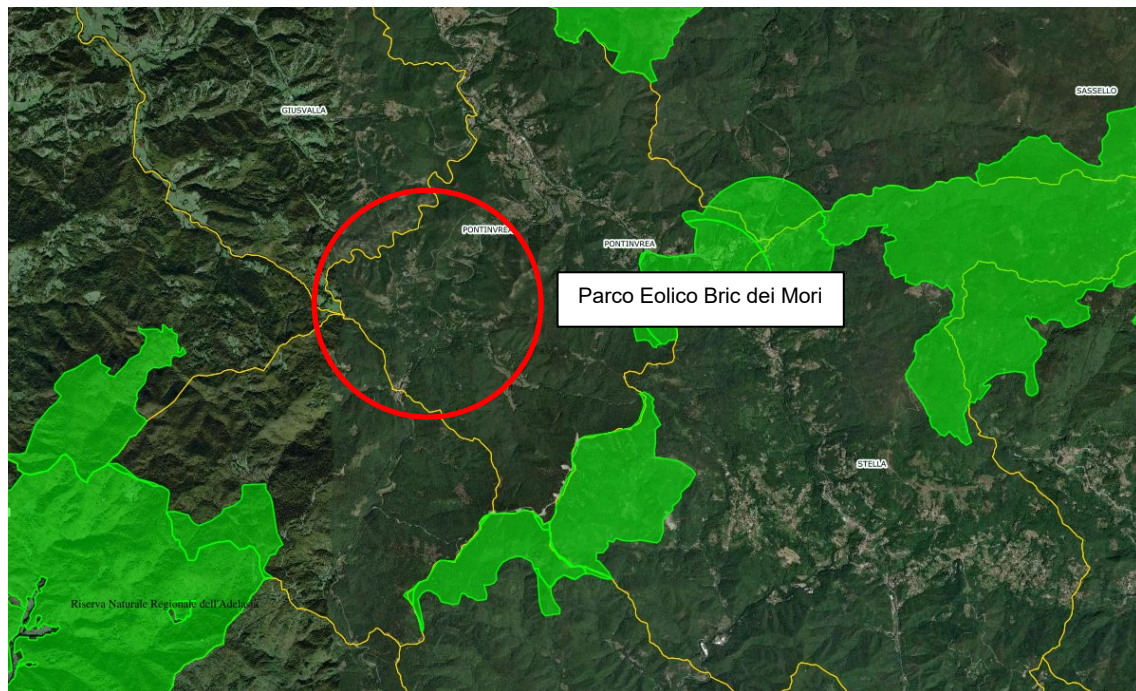 SASSELLO
GIUSVALLA
PONTINVREA
PONTINVREA
Parco Eolico Bric dei Mori
STELLA
Riserva Naturale Regionale dell'Adelasia